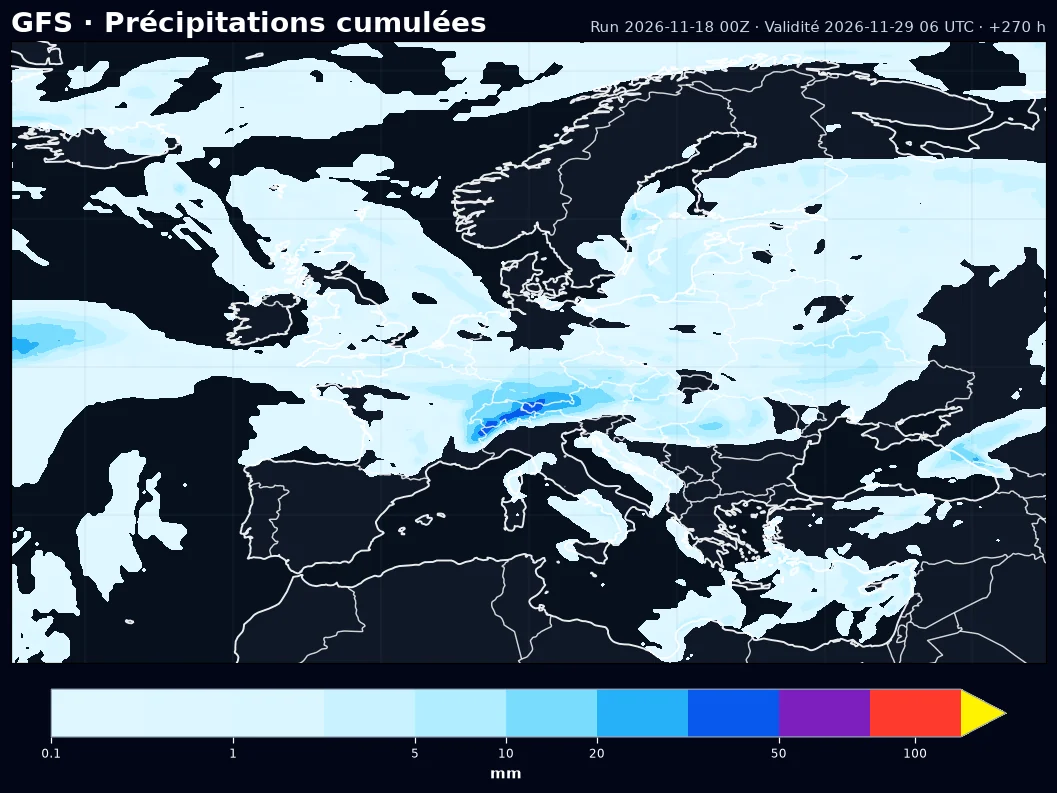 GFS · Précipitations cumulées
Run 2026-11-18 00Z · Validité 2026-11-29 06 UTC · +270 h
0.1 1 5 10 20 50 100
mm